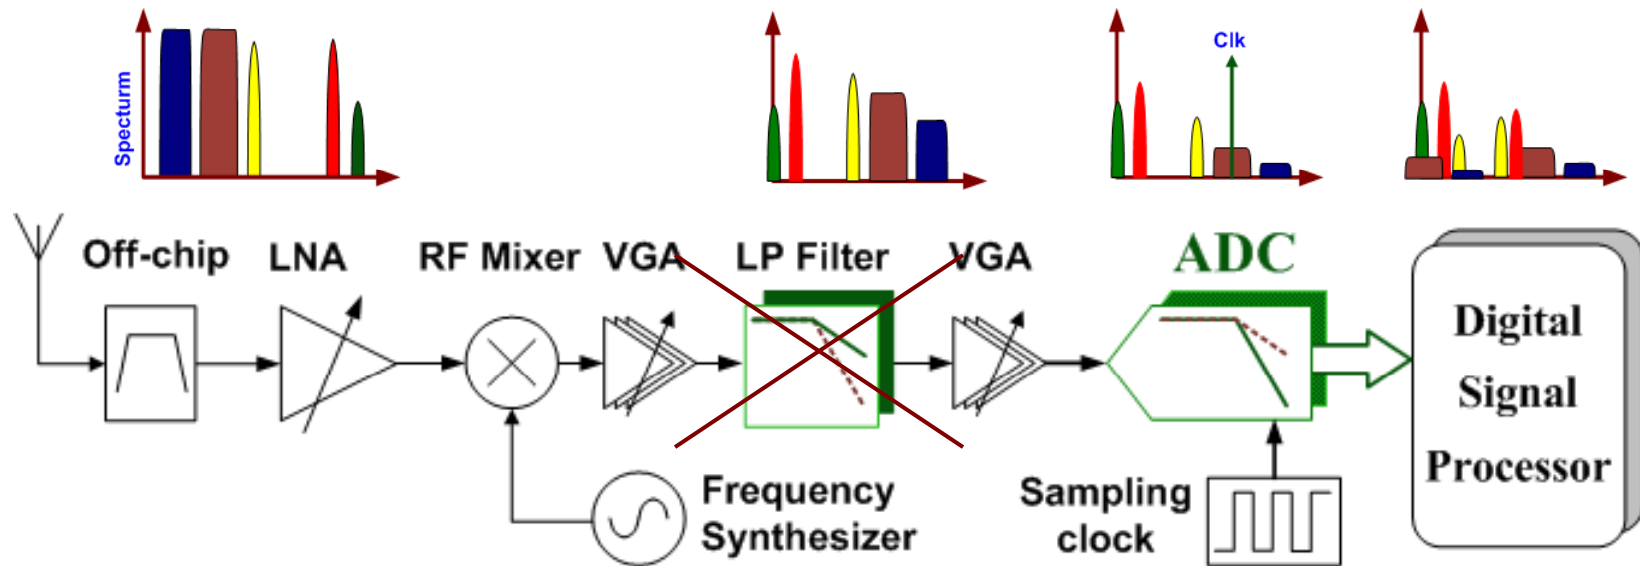 Specturm
Clk
Off-chip
LNA
RF Mixer
VGA
LP Filter
VGA
ADC
Digital
Signal
Processor
Frequency
Synthesizer
Sampling
clock